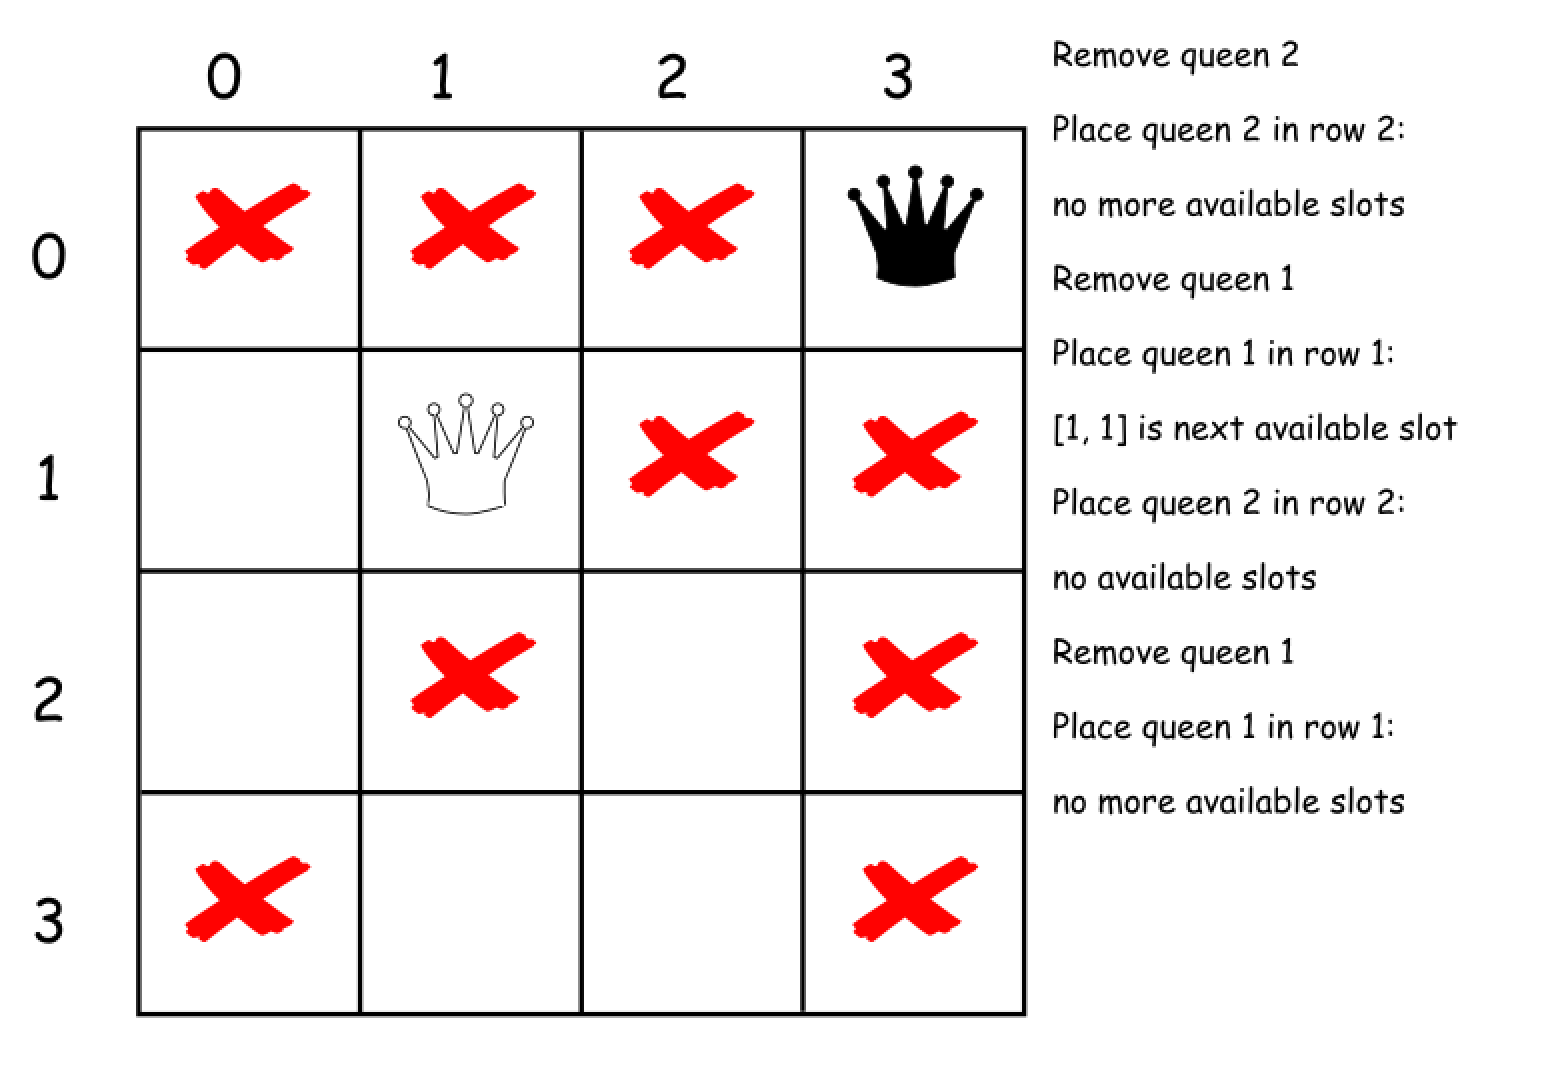 0 1 2 3
0
1
2
3
Remove queen 2
Place queen 2 in row 2:
no more available slots
Remove queen 1
Place queen 1 in row 1:
[1, 1] is next available slot
Place queen 2 in row 2:
no available slots
Remove queen 1
Place queen 1 in row 1:
no more available slots